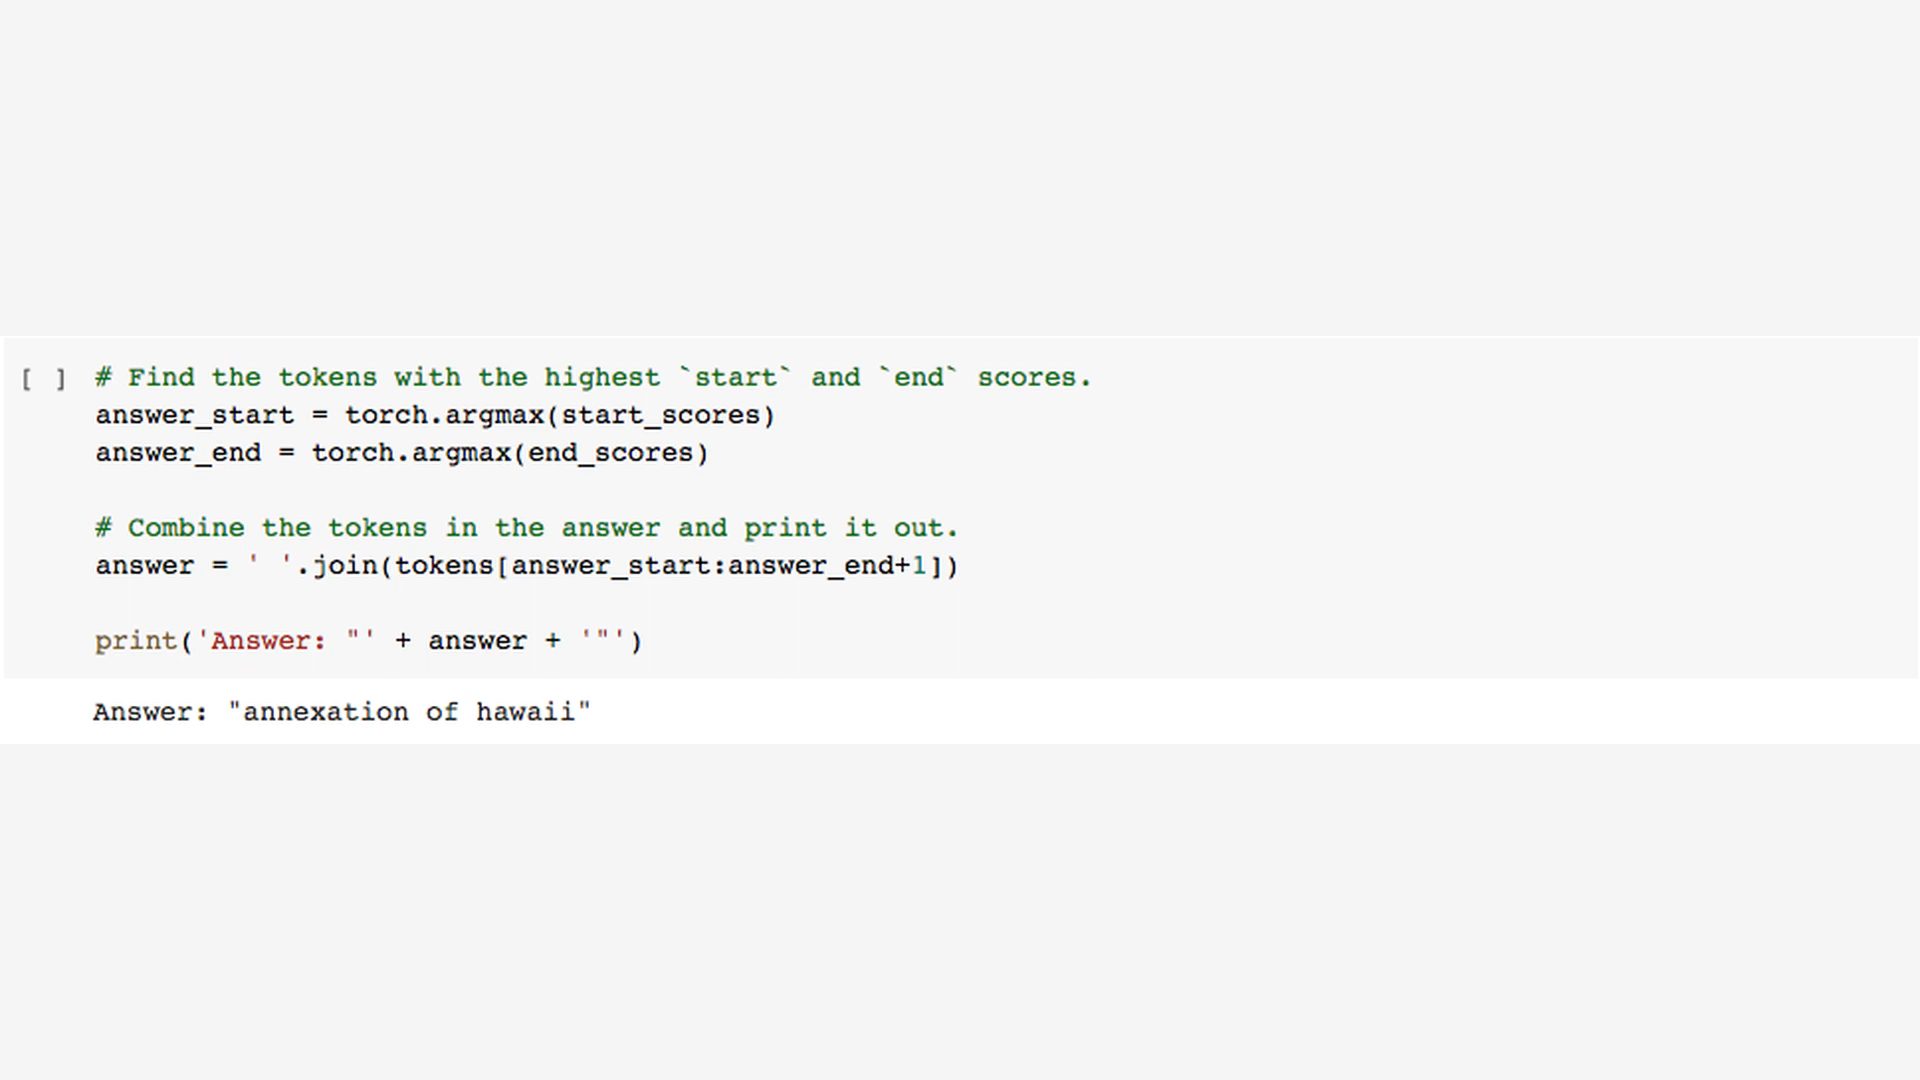 [ ] # Find the tokens with the highest `start` and `end` scores.
answer_start = torch.argmax(start_scores)
answer_end = torch.argmax(end_scores)
# Combine the tokens in the answer and print it out.
answer = ' '.join(tokens[answer_start:answer_end+1])
print('Answer: "' + answer + '"')
Answer: "annexation of hawaii"